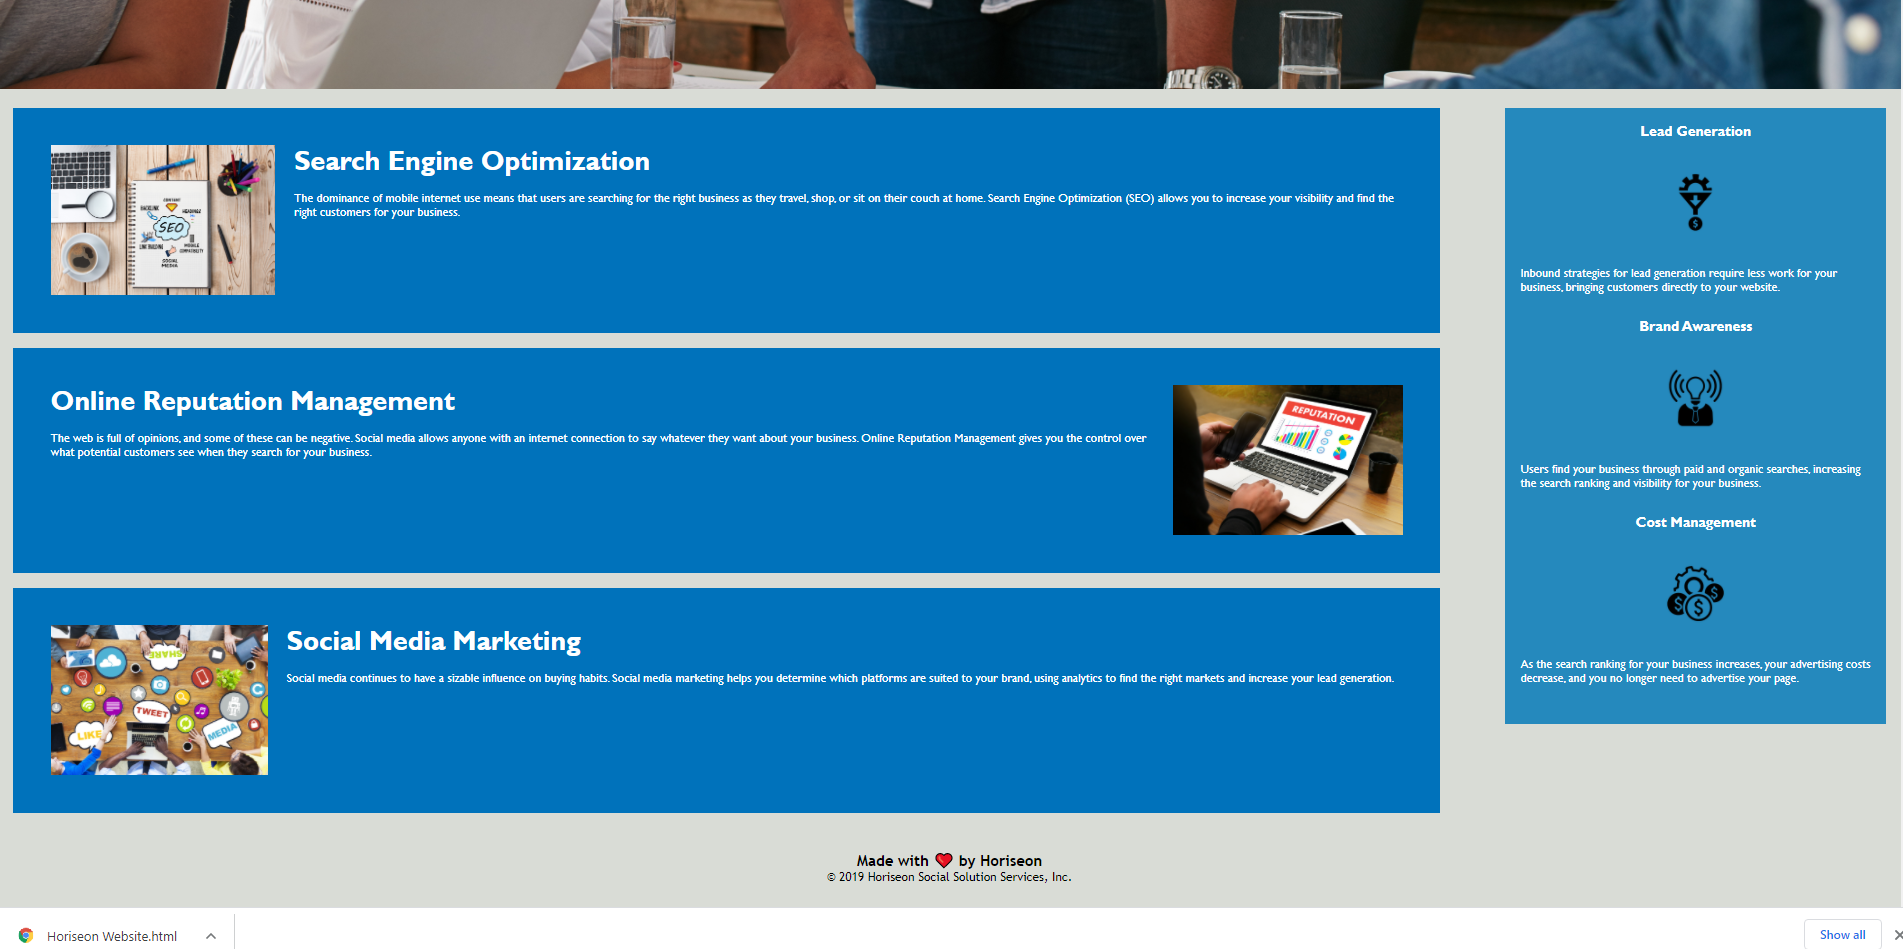 Search Engine Optimization
The dominance of mobile internet use means that users are searching for the right business as they travel, shop, or sit on their couch at home. Search Engine Optimization (SEO) allows you to increase your visibility and find the
right customers for your business.
SEO
SOCIAL
MEDIA
Online Reputation Management
The web is full of opinions, and some of these can be negative. Social media allows anyone with an internet connection to say whatever they want about your business. Online Reputation Management gives you the control over
what potential customers see when they search for your business.
REPUTATION
Social Media Marketing
Social media continues to have a sizable influence on buying habits. Social media marketing helps you determine which platforms are suited to your brand, using analytics to find the right markets and increase your lead generation.
SHARE
TWEET
LIKE
MEDIA
Lead Generation
Inbound strategies for lead generation require less work for your
business, bringing customers directly to your website.
Brand Awareness
Users find your business through paid and organic searches, increasing
the search ranking and visibility for your business.
Cost Management
As the search ranking for your business increases, your advertising costs
decrease, and you no longer need to advertise your page.
Made with ❤ by Horiseon
© 2019 Horiseon Social Solution Services, Inc.
Horiseon Website.html
Show all